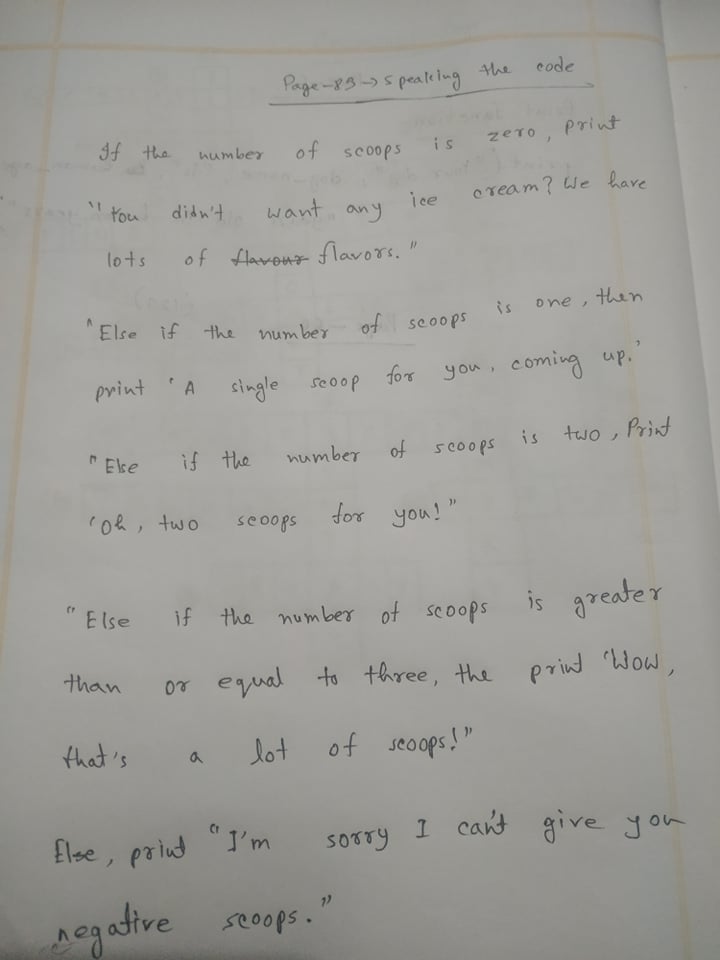 Page-83→speaking the code
If the number of scoops is zero, print
"You didn't want any ice cream? We have
lots of flavour flavors."
"Else if the number of scoops is one, then
print 'A single scoop for you, coming up.'
"Else if the number of scoops is two, Print
'Oh, two scoops for you!"
"Else if the number of scoops is greater
than or equal to three, the print 'Wow,
that's a lot of scoops!"
Else, print "I'm sorry I can't give you
negative scoops."